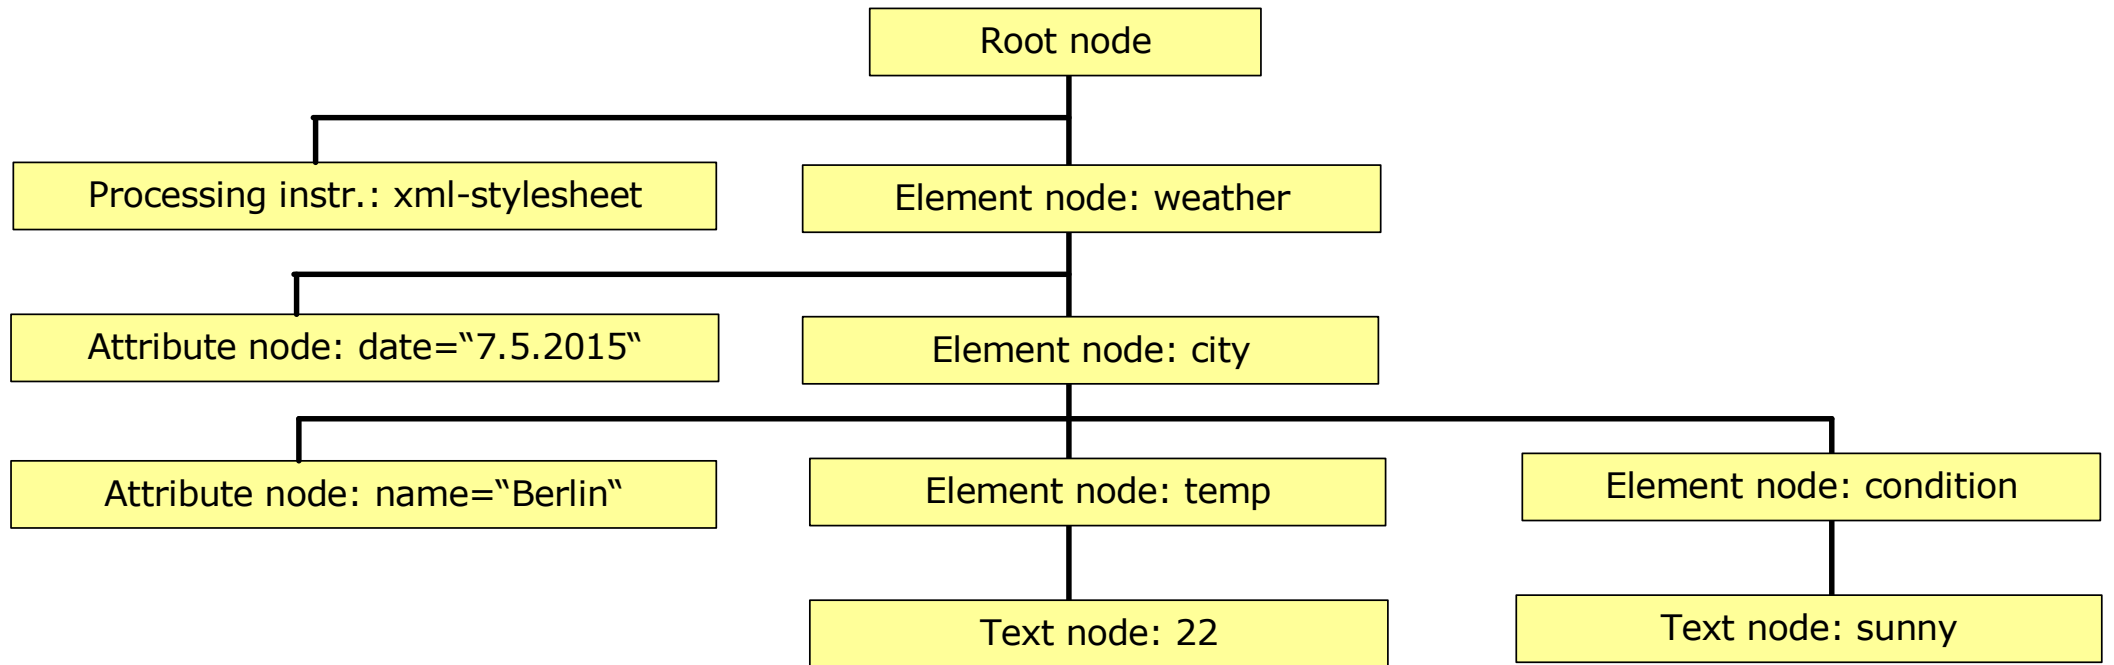 Root node
Processing instr.: xml-stylesheet
Element node: weather
Attribute node: date=“7.5.2015“
Element node: city
Attribute node: name=“Berlin“
Element node: temp
Element node: condition
Text node: 22
Text node: sunny